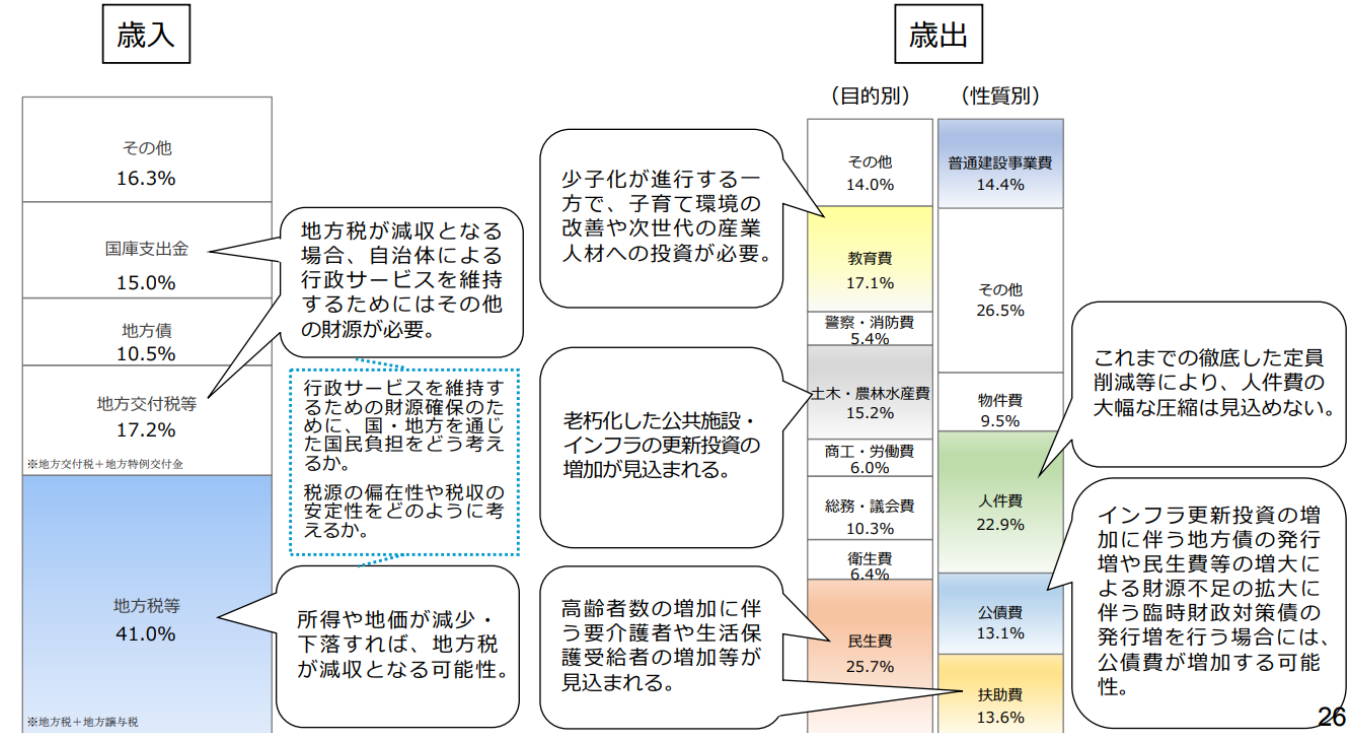 歳入
歳出
（目的別）
（性質別）
その他
16.3%
国庫支出金
15.0%
地方債
10.5%
地方交付税等
17.2%
※地方交付税＋地方特例交付金
地方税等
41.0%
※地方税＋地方譲与税
地方税が減収となる
場合、自治体による
行政サービスを維持
するためにはその他
の財源が必要。
行政サービスを維持す
るための財源確保のた
めに、国・地方を通じ
た国民負担をどう考え
るか。
税源の偏在性や税収の
安定性をどのように考
えるか。
所得や地価が減少・
下落すれば、地方税
が減収となる可能性。
少子化が進行する一
方で、子育て環境の
改善や次世代の産業
人材への投資が必要。
老朽化した公共施設・
インフラの更新投資の
増加が見込まれる。
高齢者数の増加に伴
う要介護者や生活保
護受給者の増加等が
見込まれる。
その他
14.0%
教育費
17.1%
警察・消防費
5.4%
土木・農林水産費
15.2%
商工・労働費
6.0%
総務・議会費
10.3%
衛生費
6.4%
民生費
25.7%
普通建設事業費
14.4%
その他
26.5%
物件費
9.5%
人件費
22.9%
公債費
13.1%
扶助費
13.6%
これまでの徹底した定員
削減等により、人件費の
大幅な圧縮は見込めない。
インフラ更新投資の増
加に伴う地方債の発行
増や民生費等の増大に
よる財源不足の拡大に
伴う臨時財政対策債の
発行増を行う場合には、
公債費が増加する可能
性。
26